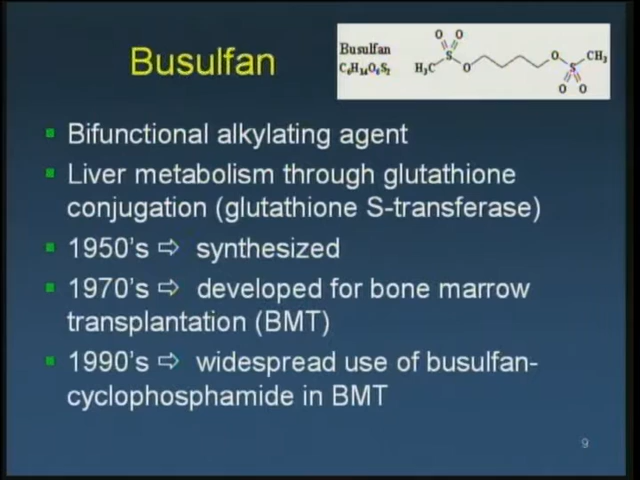 Busulfan
Busulfan
C₆H₁₄O₆S₂
O O
H₃C S O
O S CH₃
O O
Bifunctional alkylating agent
Liver metabolism through glutathione
conjugation (glutathione S-transferase)
1950's ⇨ synthesized
1970's ⇨ developed for bone marrow
transplantation (BMT)
1990's ⇨ widespread use of busulfan-
cyclophosphamide in BMT
9